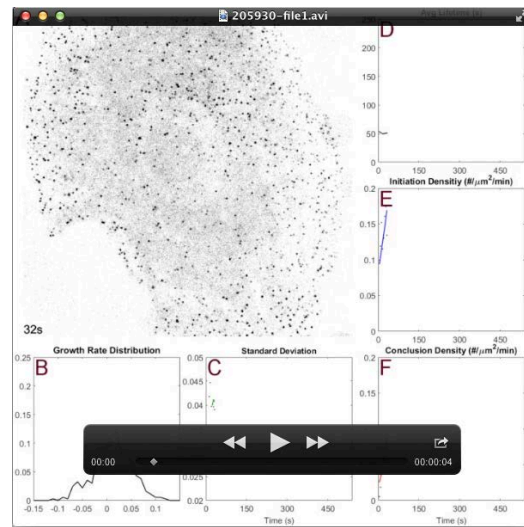 205930-file1.avi
Avg Lifetime (s)
D
250
200
150
100
50
0
0 150 300 450
Initiation Densitiy (#/µm²/min)
E
0.2
0.15
0.1
0.05
0
0 150 300 450
32s
Growth Rate Distribution
B
0.25
0.2
0.15
0.1
0.05
0
-0.15 -0.1 -0.05 0 0.05 0.1
Standard Deviation
C
0.05
0.045
0.04
0.02
0 150 300 450
Time (s)
Conclusion Density (#/µm²/min)
F
0.2
0.15
0.1
0.05
0
0 150 300 450
Time (s)
00:00
00:00:04